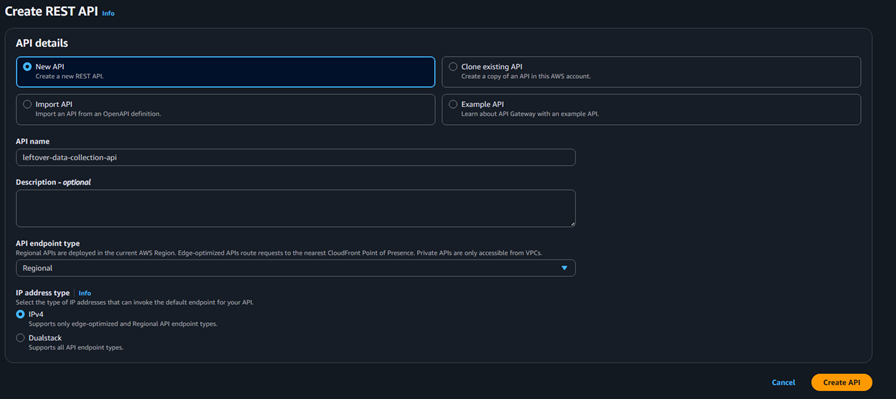 Create REST API Info
API details
New API
Create a new REST API.
Clone existing API
Create a copy of an API in this AWS account.
Import API
Import an API from an OpenAPI definition.
Example API
Learn about API Gateway with an example API.
API name
leftover-data-collection-api
Description - optional
API endpoint type
Regional APIs are deployed in the current AWS Region. Edge-optimized APIs route requests to the nearest CloudFront Point of Presence. Private APIs are only accessible from VPCs.
Regional
IP address type | Info
Select the type of IP addresses that can invoke the default endpoint for your API.
IPv4
Supports only edge-optimized and Regional API endpoint types.
Dualstack
Supports all API endpoint types.
Cancel
Create API